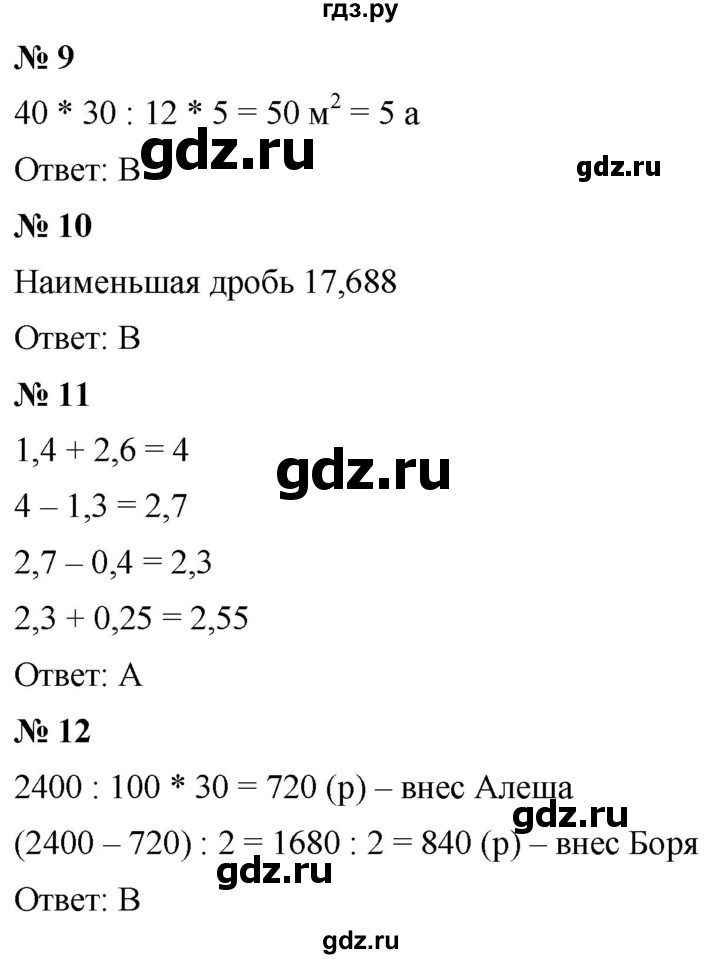 гдз.ру
№ 9
40 * 30 : 12 * 5 = 50 м² = 5 а
gdz.ru
Ответ: В
gdz.ru
№ 10
Наименьшая дробь 17,688
Ответ: В
№ 11
1,4 + 2,6 = 4
gdz.ru
4 – 1,3 = 2,7
2,7 – 0,4 = 2,3
2,3 + 0,25 = 2,55
Ответ: А
№ 12
2400 : 100 * 30 = 720 (р) – внес Алеша
gdz.ru
(2400 – 720) : 2 = 1680 : 2 = 840 (р) – внес Боря
gdz.ru
Ответ: В
gdz.ru